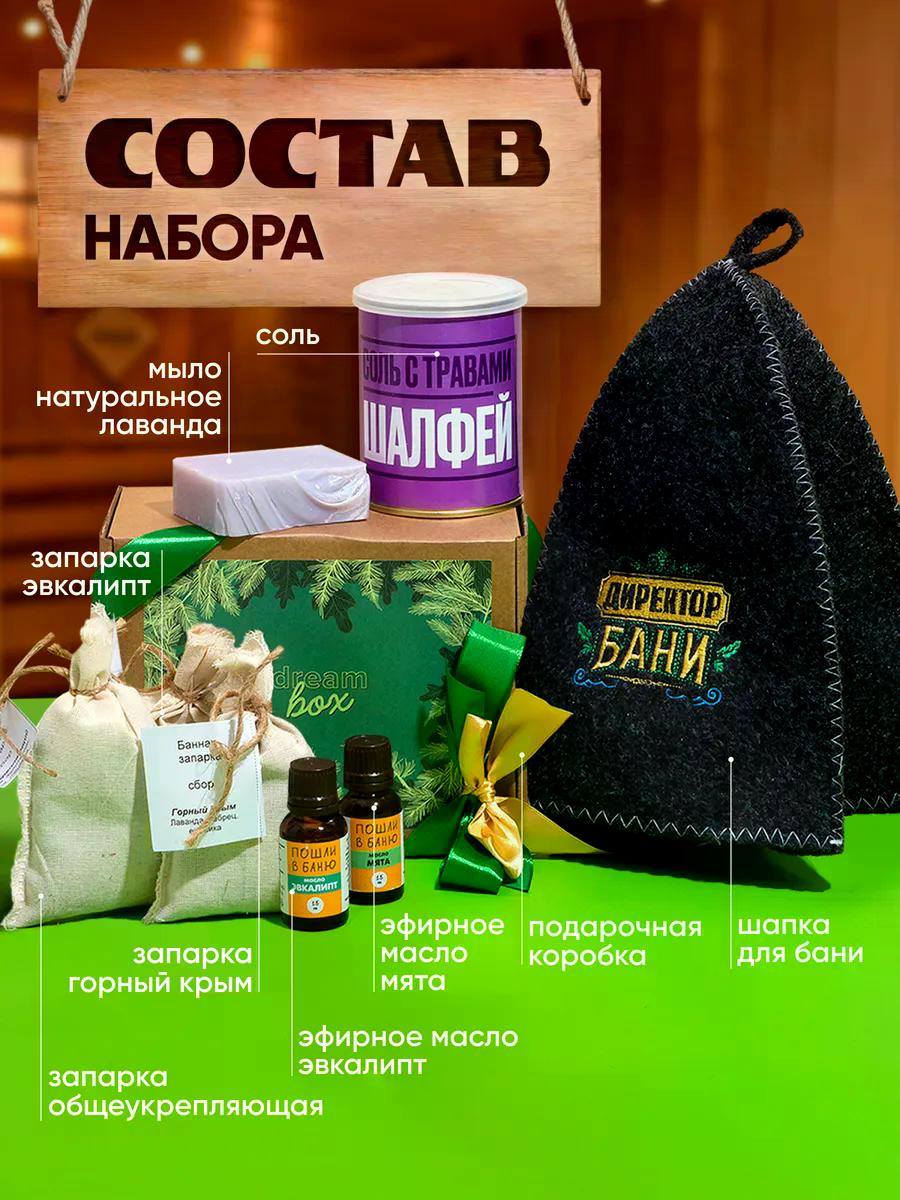 СОСТАВ
НАБОРА
соль
мыло
натуральное
лаванда
СОЛЬ С ТРАВАМИ
ШАЛФЕЙ
запарка
эвкалипт
ДИРЕКТОР
БАНИ
dream
box
Банная
запарка
сбор
Горный Крым
ПОШЛИ
В БАНЮ
МАСЛО
МЯТА
15
ПОШЛИ
В БАНЮ
МАСЛО
ЭВКАЛИПТ
15
эфирное
масло
мята
подарочная
коробка
шапка
для бани
запарка
горный крым
эфирное масло
эвкалипт
запарка
общеукрепляющая